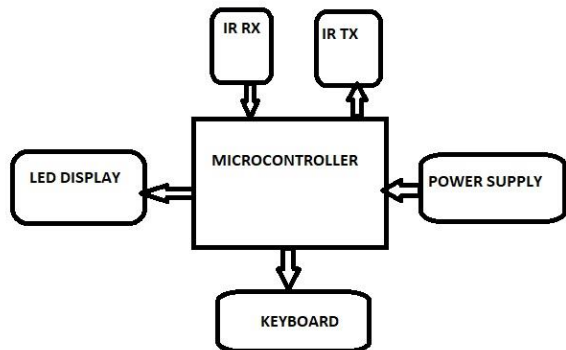 IR RX
IR TX
MICROCONTROLLER
LED DISPLAY
POWER SUPPLY
KEYBOARD